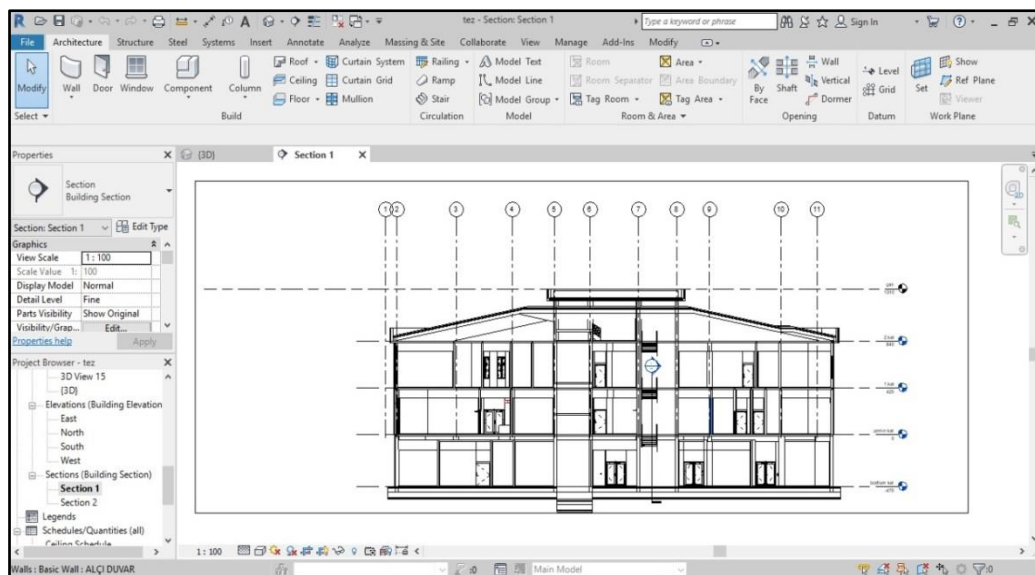 tez - Section: Section 1
Type a keyword or phrase
Sign In
File Architecture Structure Steel Systems Insert Annotate Analyze Massing & Site Collaborate View Manage Add-Ins Modify
Modify
Wall
Door
Window
Component
Column
Roof
Ceiling
Floor
Curtain System
Curtain Grid
Mullion
Railing
Ramp
Stair
Model Text
Model Line
Model Group
Room
Room Separator
Tag Room
Area
Area Boundary
Tag Area
By Face
Shaft
Wall
Vertical
Dormer
Level
Grid
Set
Show
Ref Plane
Viewer
Select Build Circulation Model Room & Area Opening Datum Work Plane
Properties
{3D}
Section 1
Section
Building Section
Section: Section 1
Edit Type
Graphics
View Scale 1 : 100
Scale Value 1: 100
Display Model Normal
Detail Level Fine
Parts Visibility Show Original
Visibility/Grap... Edit...
Properties help Apply
Project Browser - tez
3D View 15
{3D}
Elevations (Building Elevation
East
North
South
West
Sections (Building Section)
Section 1
Section 2
Legends
Schedules/Quantities (all)
Ceiling Schedule
1 2 3 4 5 6 7 8 9 10 11
1 : 100
Walls : Basic Wall : ALÇI DUVAR
:0
Main Model
:0